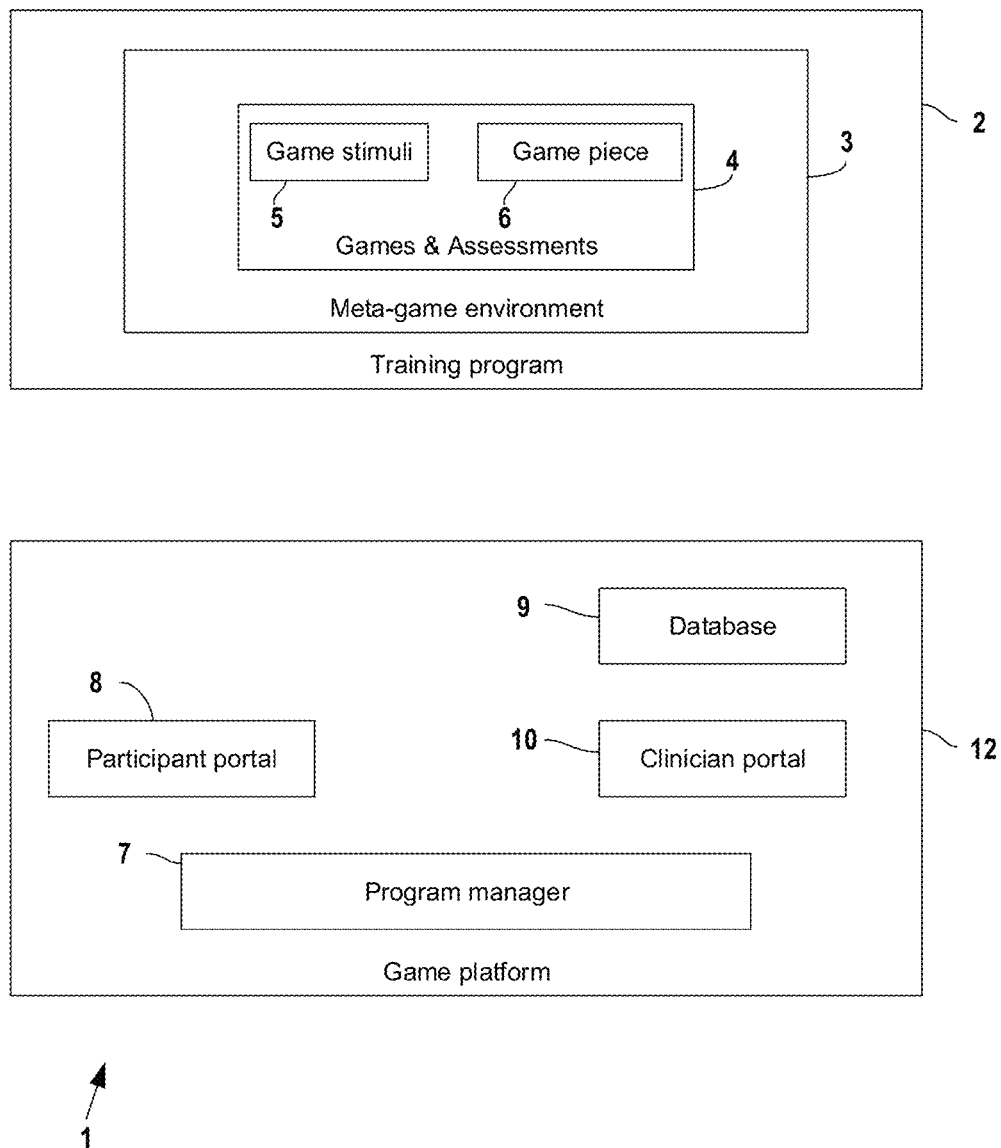 2
3
4
Game stimuli
Game piece
5
6
Games & Assessments
Meta-game environment
Training program
9
Database
8
Participant portal
10
Clinician portal
12
7
Program manager
Game platform
1